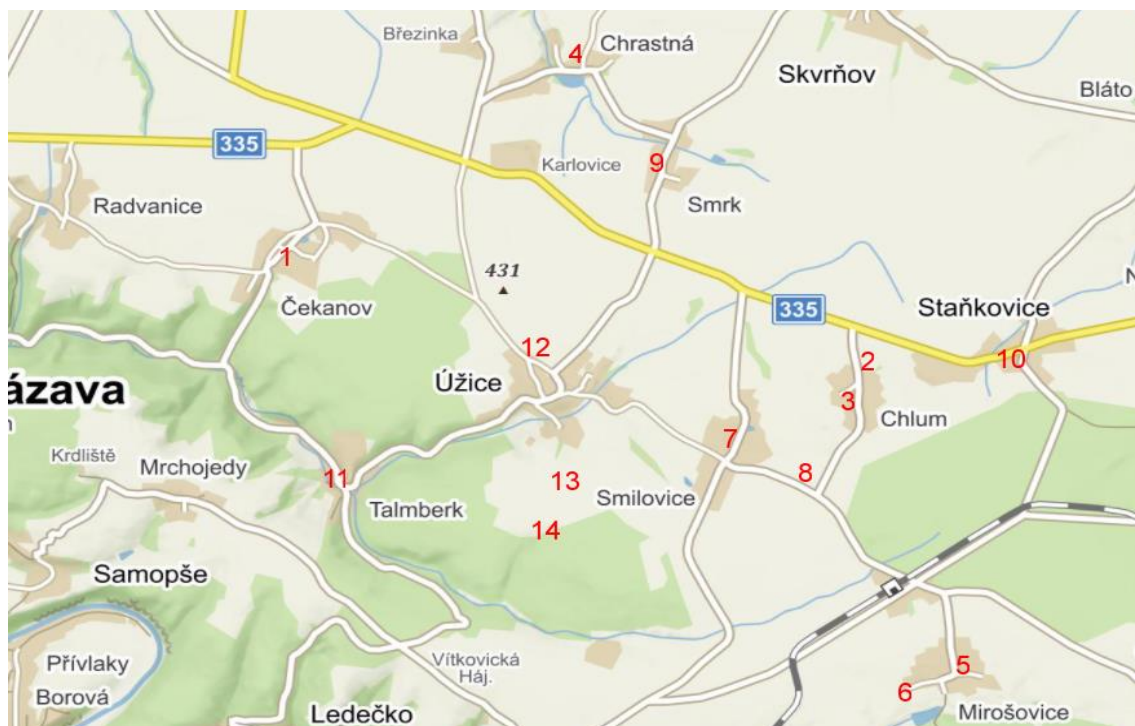 Březinka
4
Chrastná
Skvrňov
Bláto
335
9
Karlovice
Radvanice
Smrk
1
431
Čekanov
335
Staňkovice
N
12
2
10
Úžice
ázava
3
Chlum
7
Krdliště
Mrchojedy
11
13
8
Talmberk
Smilovice
14
Samopše
Přívlaky
Vítkovická
Háj.
5
6
Borová
Ledečko
Mirošovice